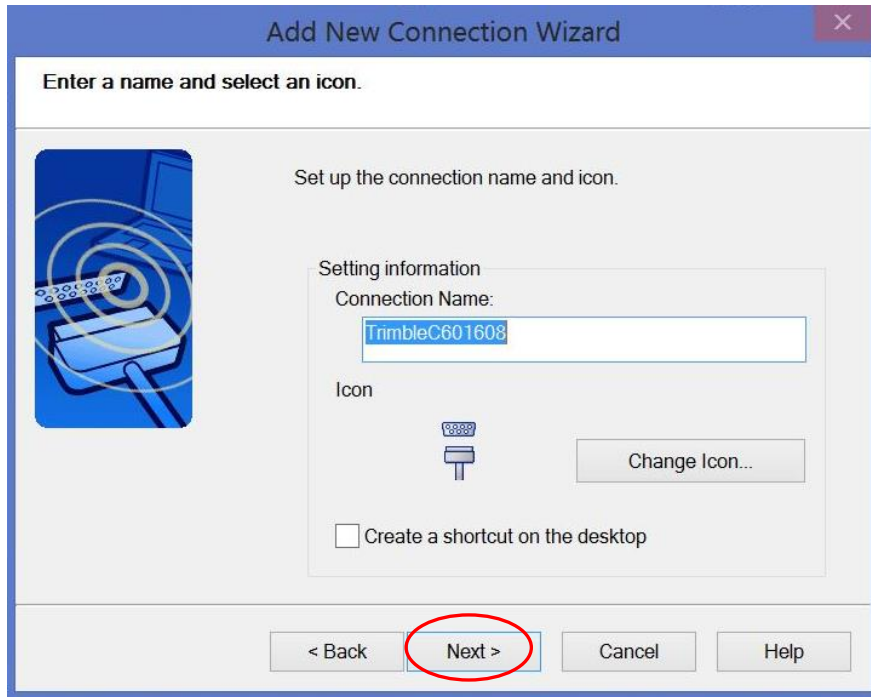 Add New Connection Wizard
Enter a name and select an icon.
Set up the connection name and icon.
Setting information
Connection Name:
TrimbleC601608
Icon
Change Icon...
Create a shortcut on the desktop
< Back Next > Cancel Help